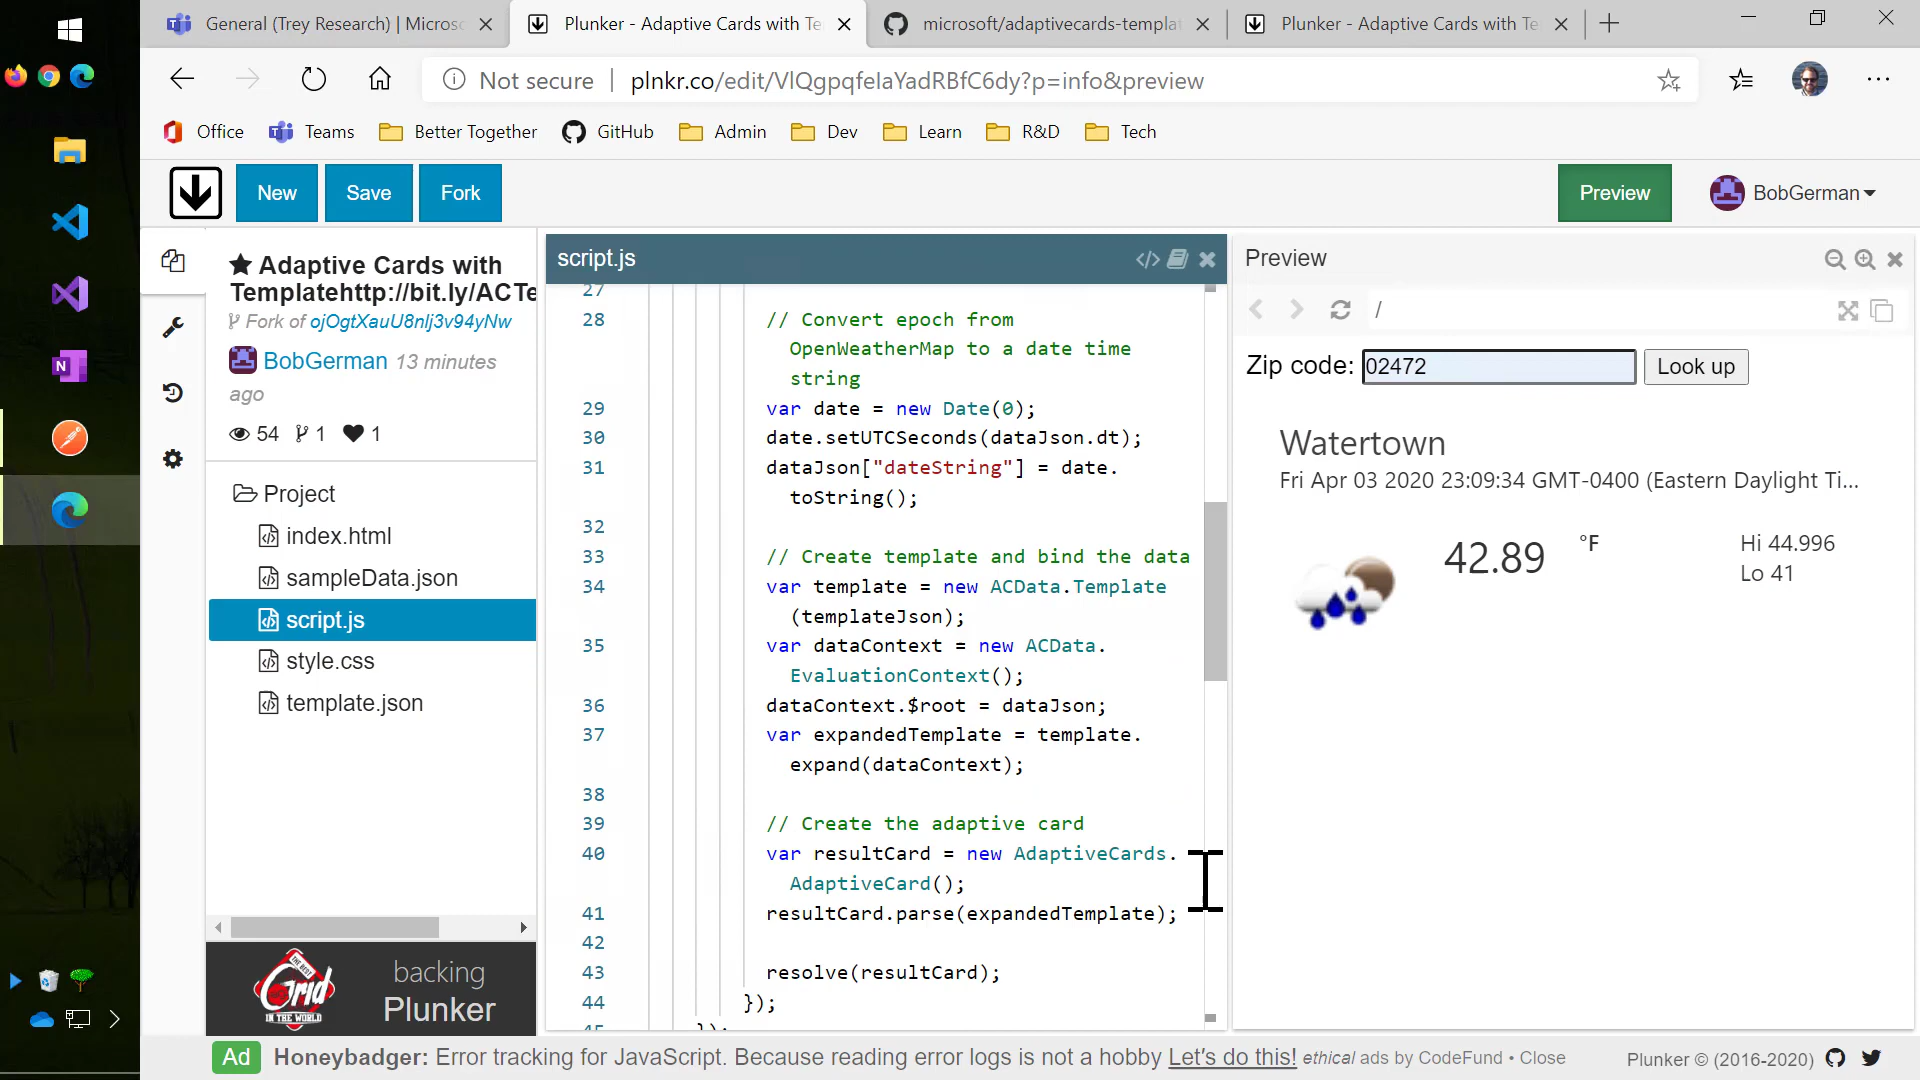 General (Trey Research) | Micros
Plunker - Adaptive Cards with Te
microsoft/adaptivecards-templat
Plunker - Adaptive Cards with Te
Not secure
plnkr.co/edit/VlQgpqfeIaYadRBfC6dy?p=info&preview
Office
Teams
Better Together
GitHub
Admin
Dev
Learn
R&D
Tech
New
Save
Fork
Preview
BobGerman
Adaptive Cards with
Templatehttp://bit.ly/ACTe
Fork of ojOgtXauU8nlj3v94yNw
BobGerman 13 minutes
ago
54
1
1
Project
index.html
sampleData.json
script.js
style.css
template.json
backing
Plunker
THE BEST
Grid
IN THE WORLD
script.js
27
28 // Convert epoch from
OpenWeatherMap to a date time
string
29 var date = new Date(0);
30 date.setUTCSeconds(dataJson.dt);
31 dataJson["dateString"] = date.
toString();
32
33 // Create template and bind the data
34 var template = new ACData.Template
(templateJson);
35 var dataContext = new ACData.
EvaluationContext();
36 dataContext.$root = dataJson;
37 var expandedTemplate = template.
expand(dataContext);
38
39 // Create the adaptive card
40 var resultCard = new AdaptiveCards.
AdaptiveCard();
41 resultCard.parse(expandedTemplate);
42
43 resolve(resultCard);
44 });
45 });
Preview
/
Zip code: 02472 Look up
Watertown
Fri Apr 03 2020 23:09:34 GMT-0400 (Eastern Daylight Ti...
42.89 °F
Hi 44.996
Lo 41
Ad Honeybadger: Error tracking for JavaScript. Because reading error logs is not a hobby Let's do this! ethical ads by CodeFund • Close
Plunker © (2016-2020)